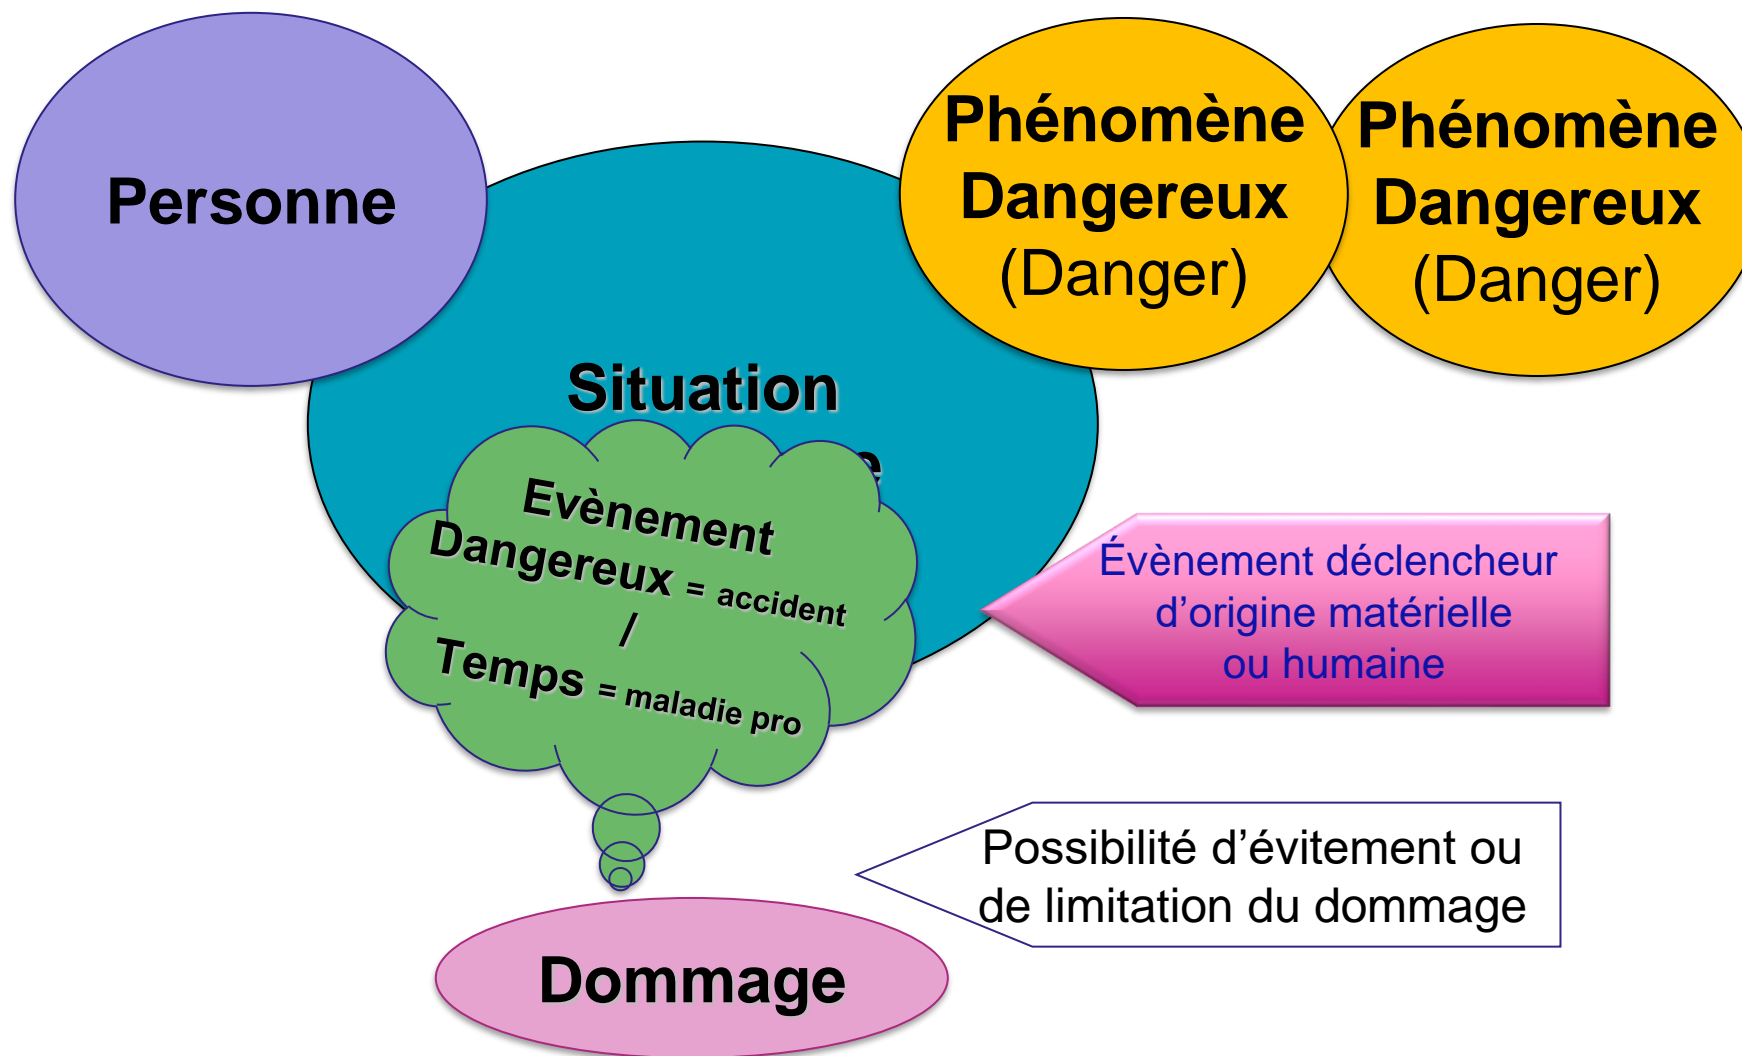 Personne
Phénomène
Dangereux
(Danger)
Phénomène
Dangereux
(Danger)
Situation
Evènement
Dangereux = accident
/
Temps = maladie pro
Évènement déclencheur
d’origine matérielle
ou humaine
Possibilité d’évitement ou
de limitation du dommage
Dommage